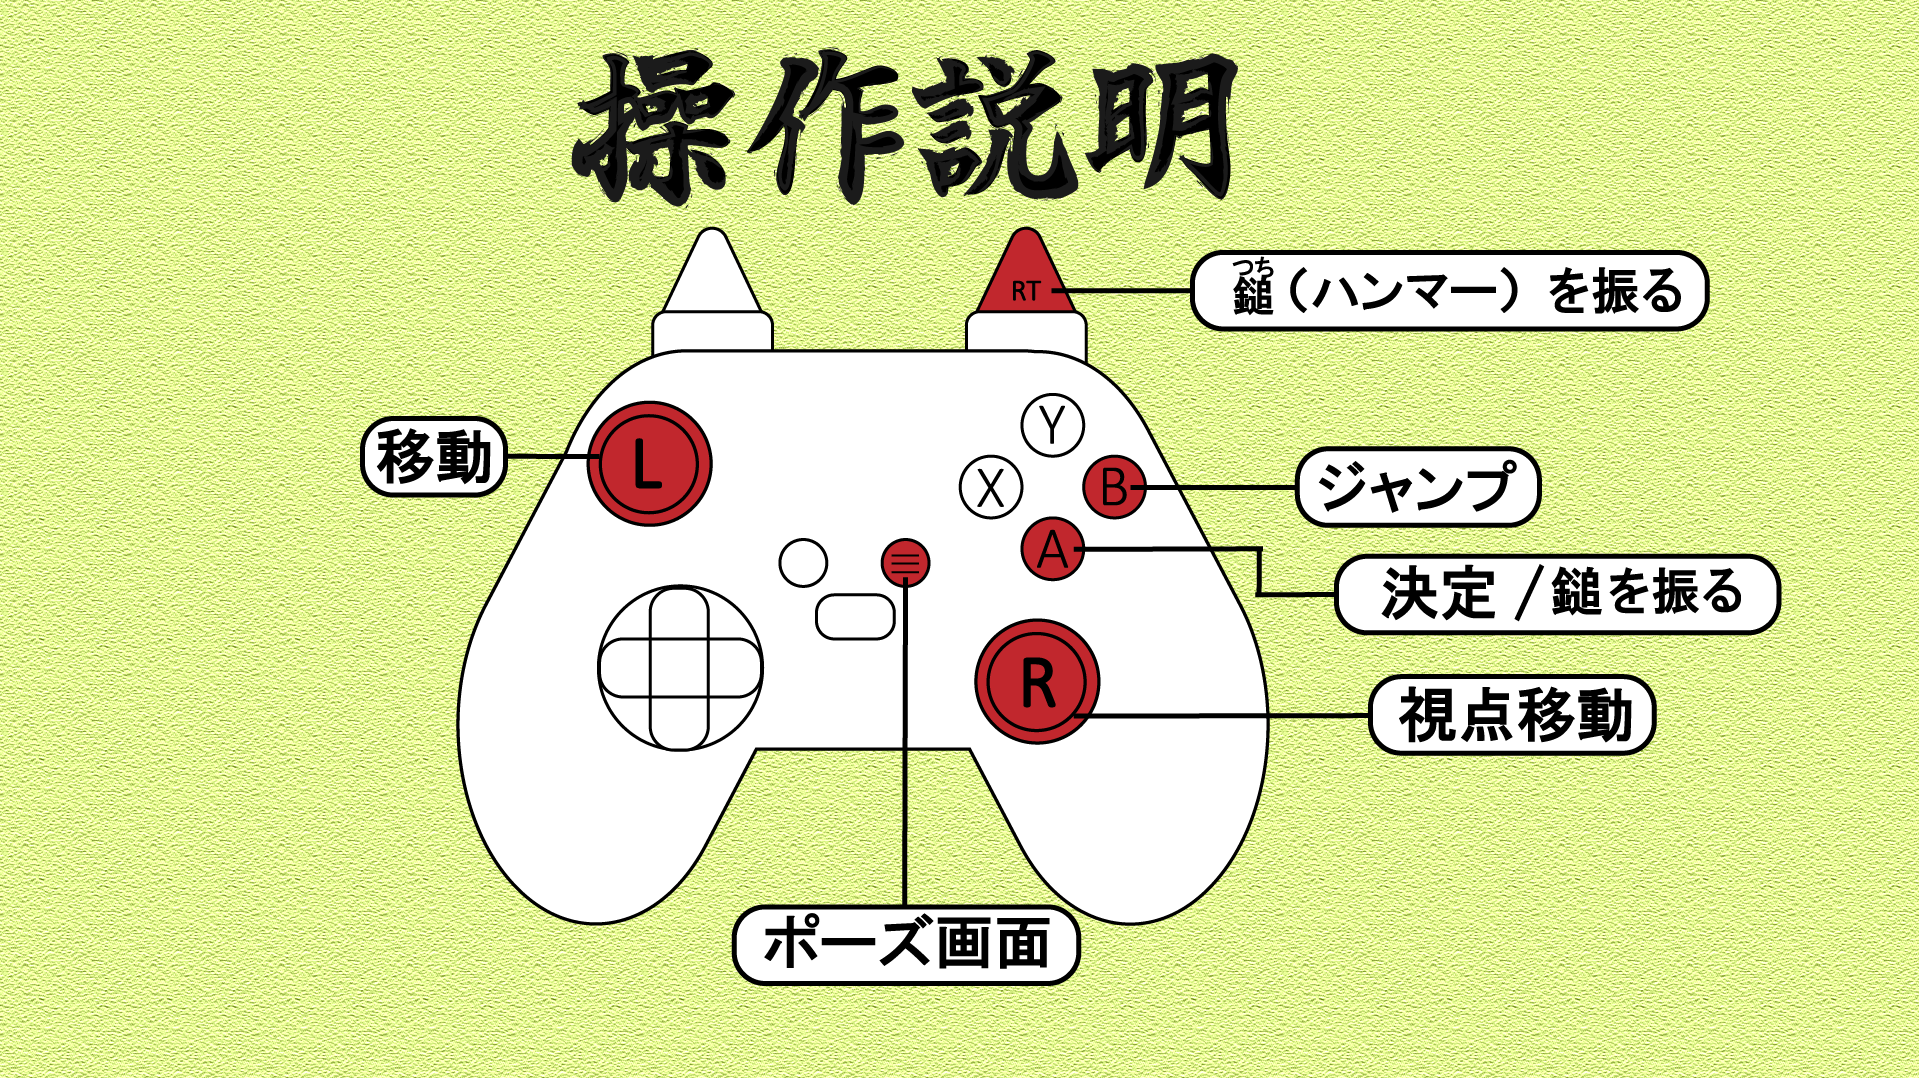 操作説明
つち
RT
鎚（ハンマー）を振る
移動
L
Y
X
B
ジャンプ
A
決定/鎚を振る
R
視点移動
ポーズ画面